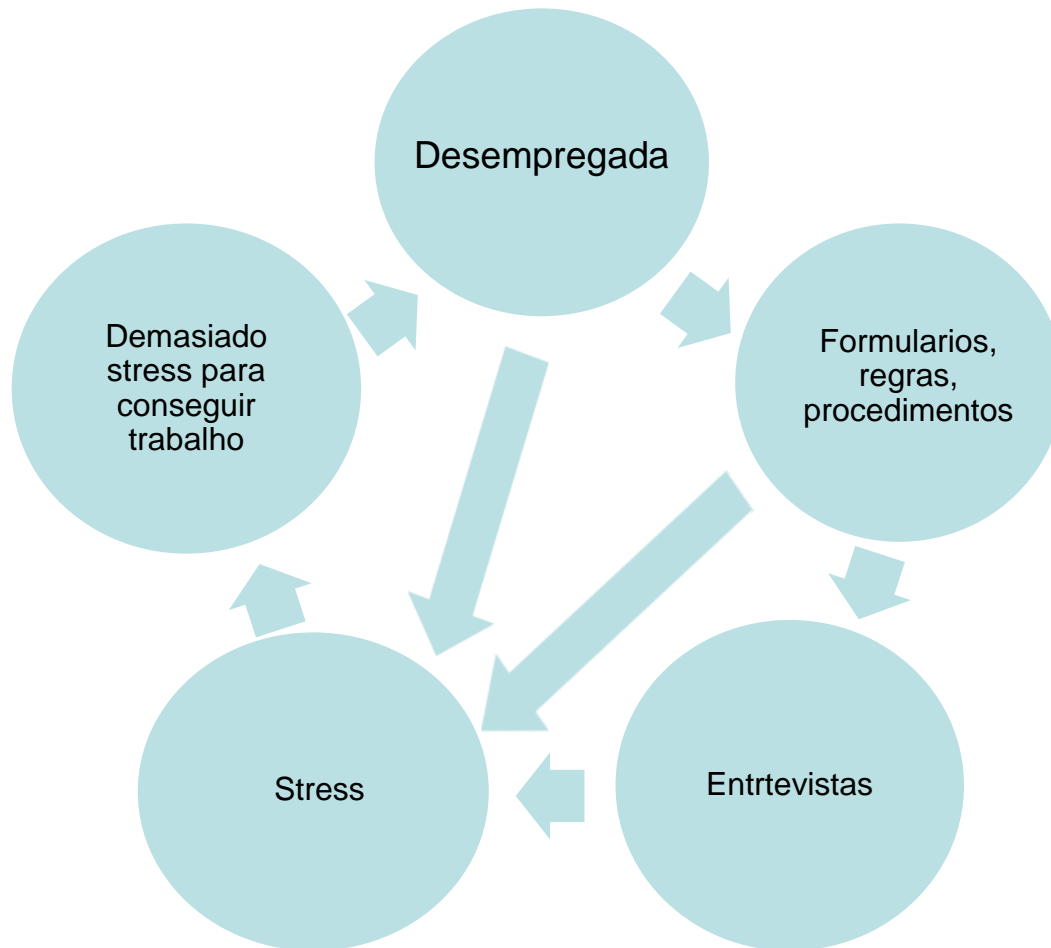 Desempregada
Formularios,
regras,
procedimentos
Entrtevistas
Stress
Demasiado
stress para
conseguir
trabalho